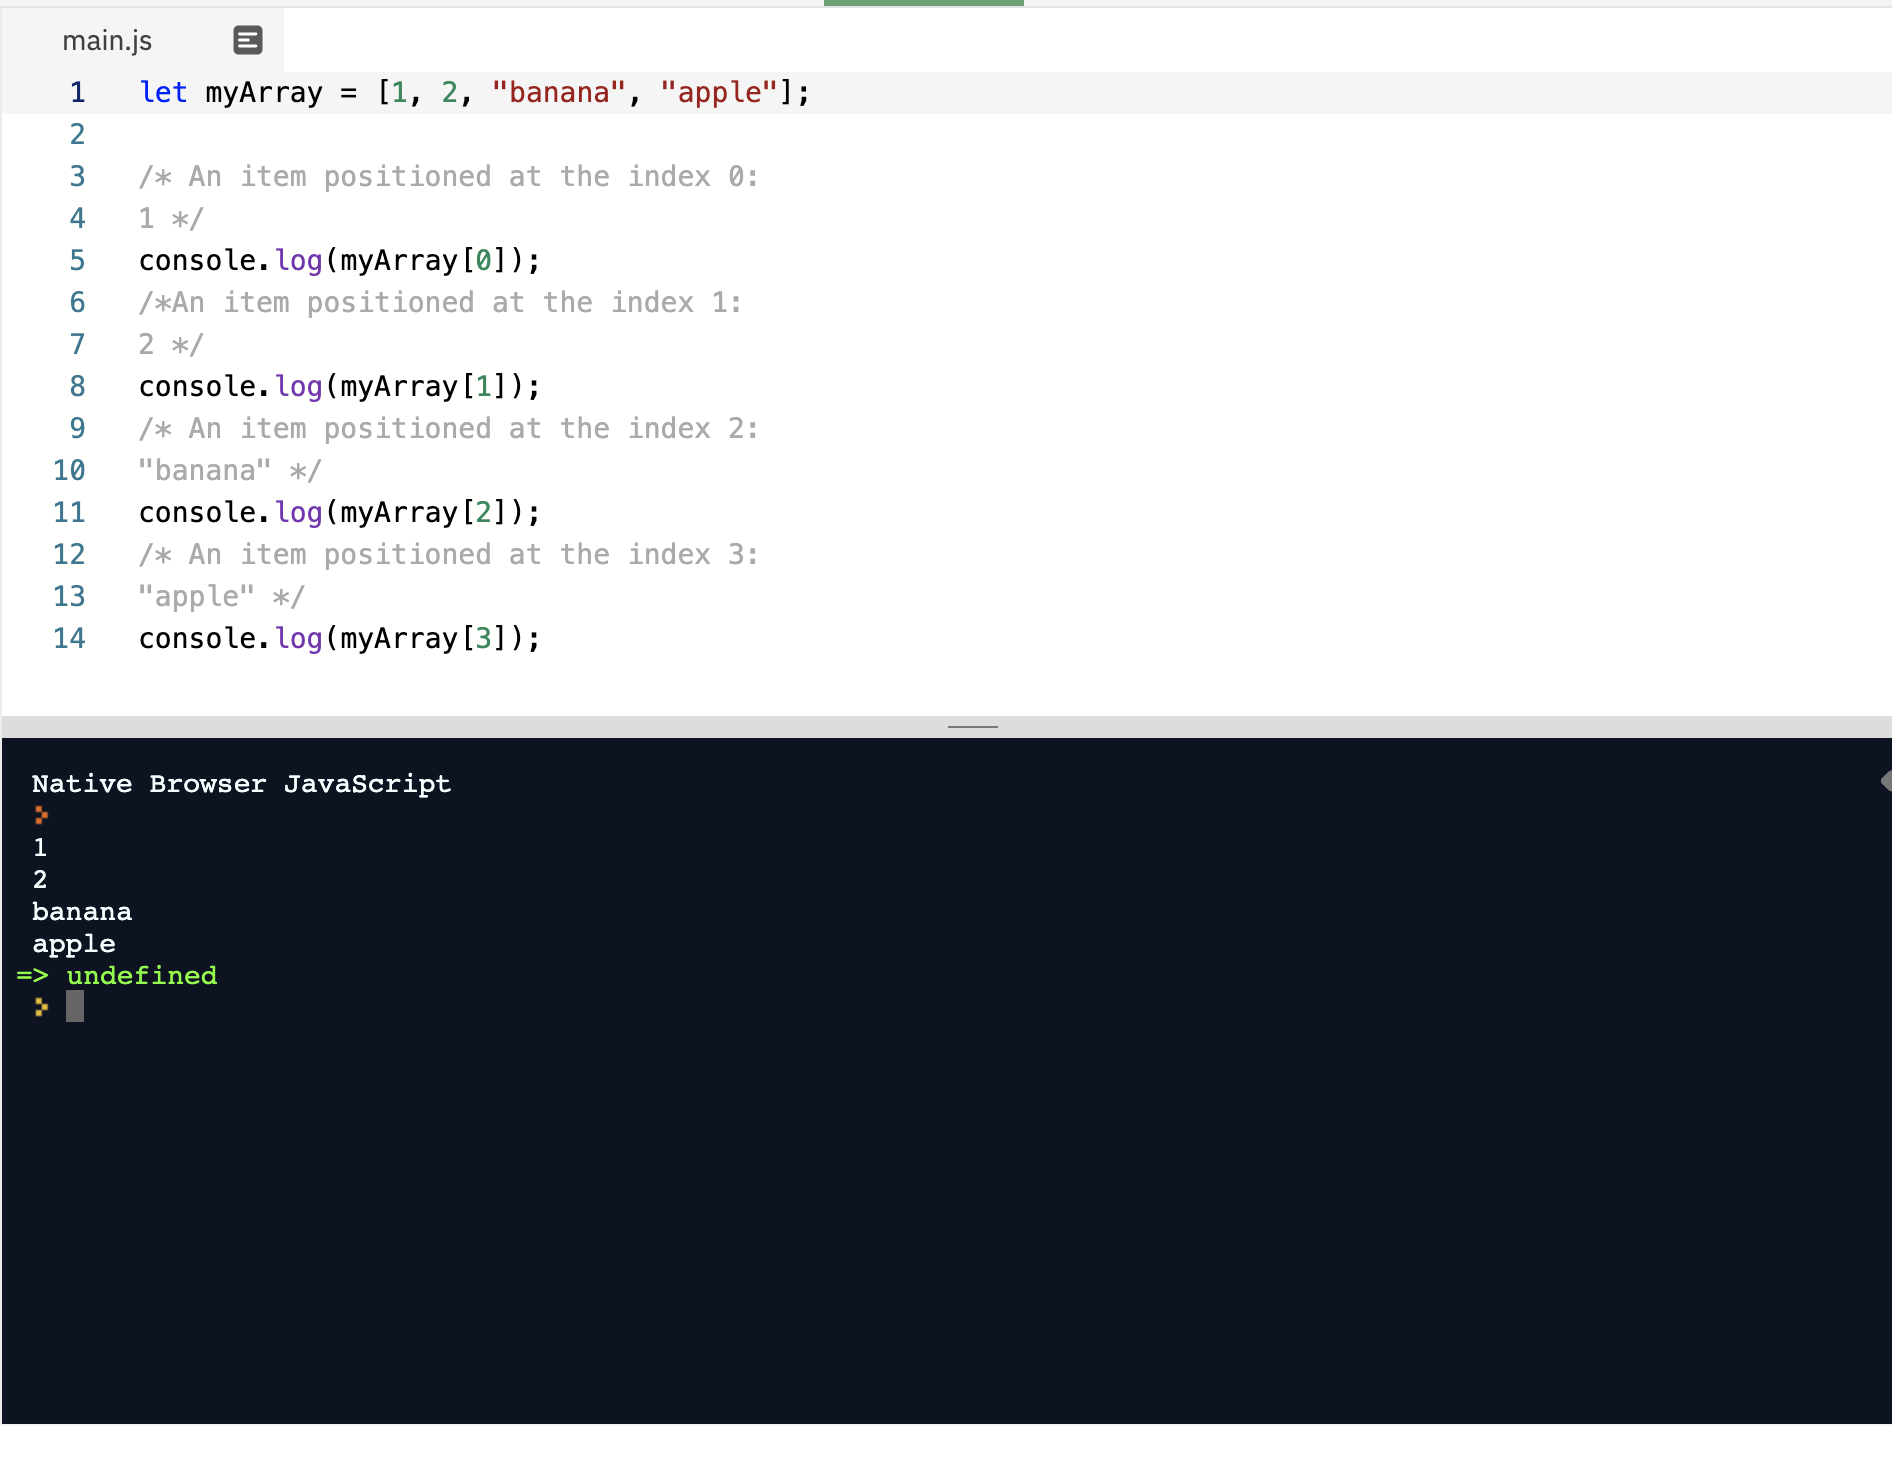 main.js
1 let myArray = [1, 2, "banana", "apple"];
2
3 /* An item positioned at the index 0:
4 1 */
5 console.log(myArray[0]);
6 /*An item positioned at the index 1:
7 2 */
8 console.log(myArray[1]);
9 /* An item positioned at the index 2:
10 "banana" */
11 console.log(myArray[2]);
12 /* An item positioned at the index 3:
13 "apple" */
14 console.log(myArray[3]);
Native Browser JavaScript
1
2
banana
apple
=> undefined